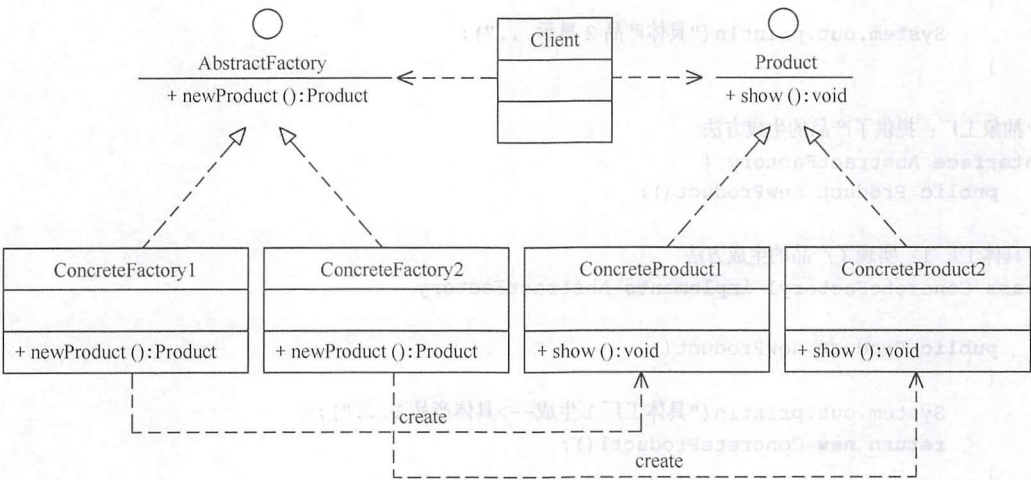 AbstractFactory
+ newProduct():Product
Client
Product
+ show():void
ConcreteFactory1
+ newProduct():Product
ConcreteFactory2
+ newProduct():Product
ConcreteProduct1
+ show():void
ConcreteProduct2
+ show():void
create
create